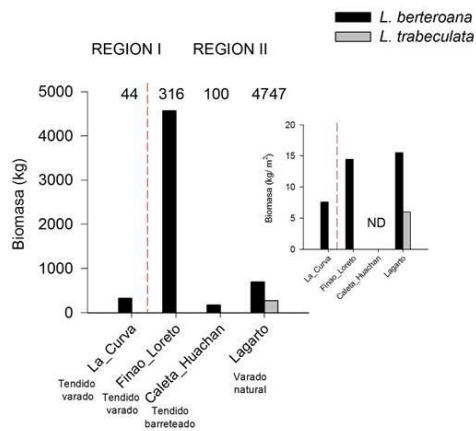 L. berteroana
L. trabeculata
REGION I REGION II
44 316 100 4747
Biomasa (kg)
5000
4000
3000
2000
1000
0
La_Curva
Finao_Loreto
Caleta_Huachan
Lagarto
Tendido varado
Tendido varado
Tendido barreteado
Varado natural
Biomasa (kg/ m²)
20
15
10
5
0
ND
La_Curva
Finao_Loreto
Caleta_Huachan
Lagarto